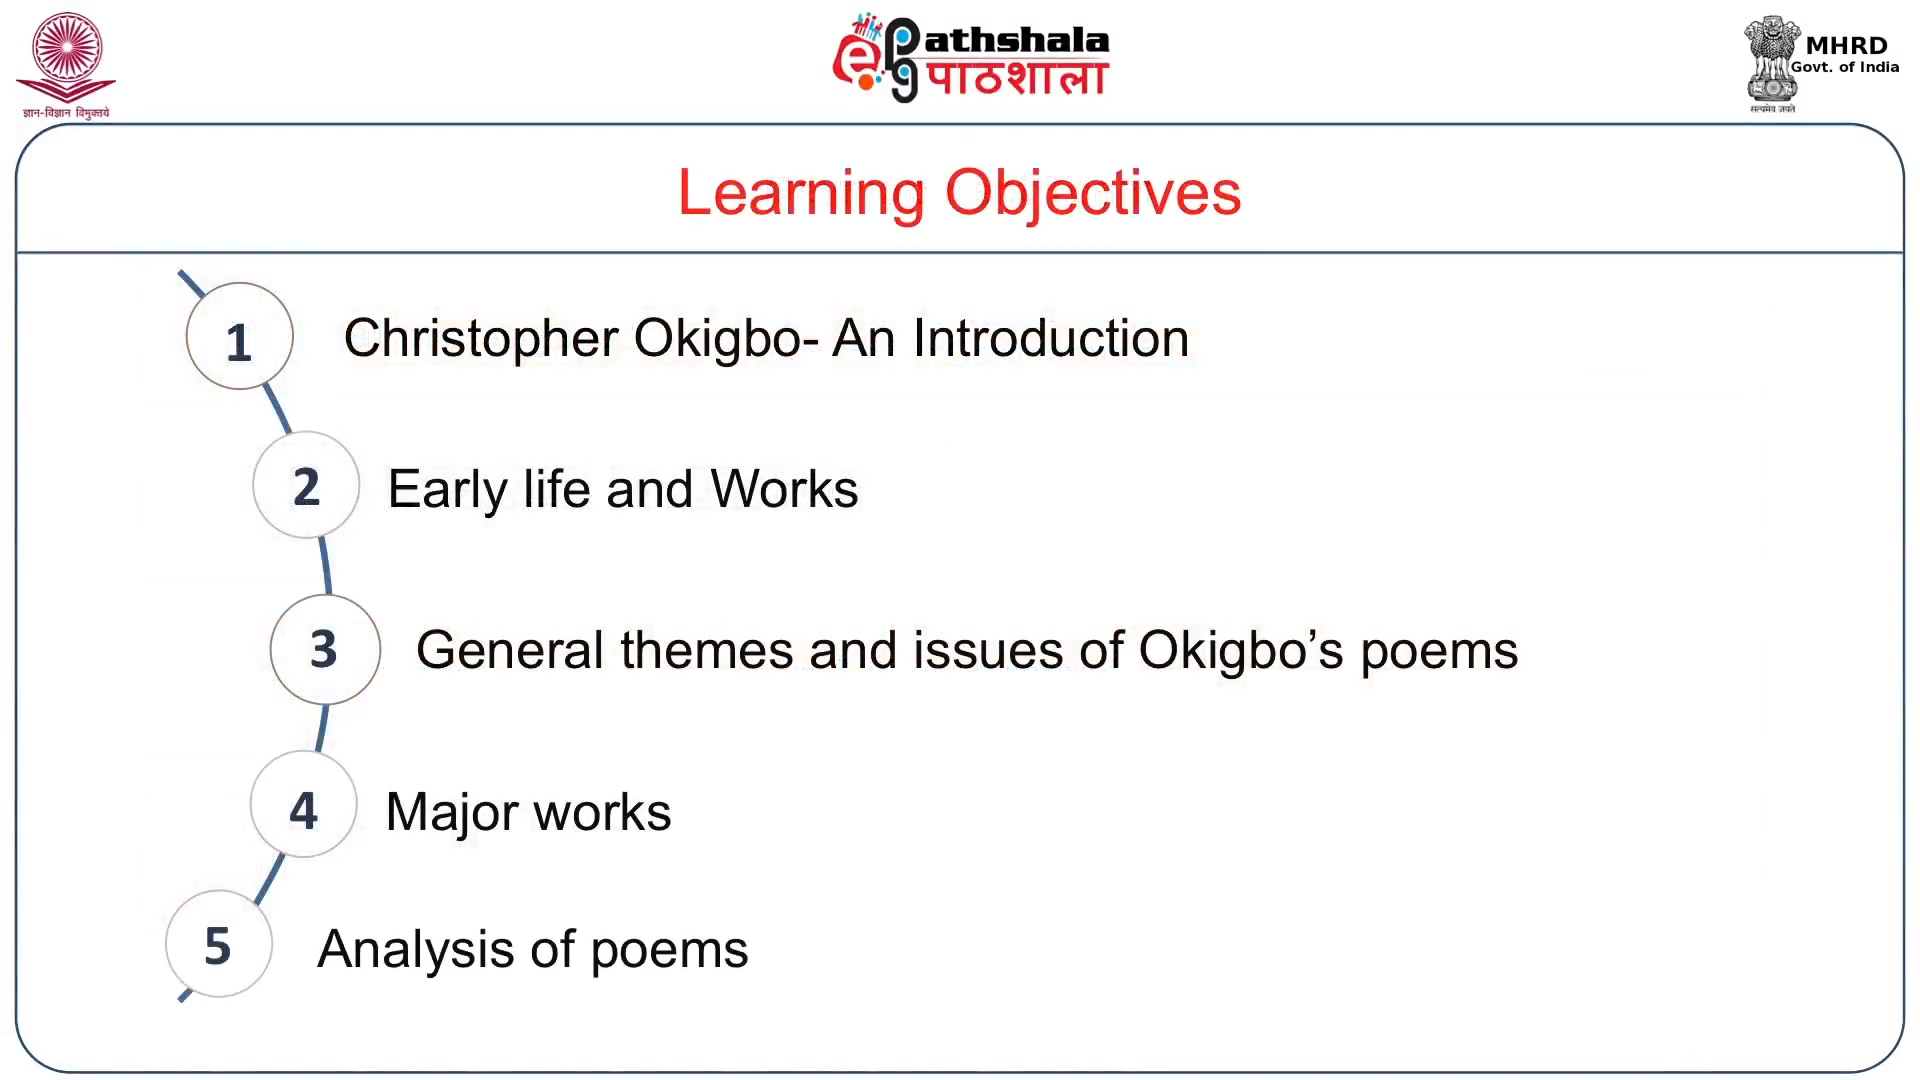 ज्ञान-विज्ञान विमुक्तये
e Pg Pathshala
पाठशाला
MHRD
Govt. of India
सत्यमेव जयते
Learning Objectives
1 Christopher Okigbo- An Introduction
2 Early life and Works
3 General themes and issues of Okigbo’s poems
4 Major works
5 Analysis of poems